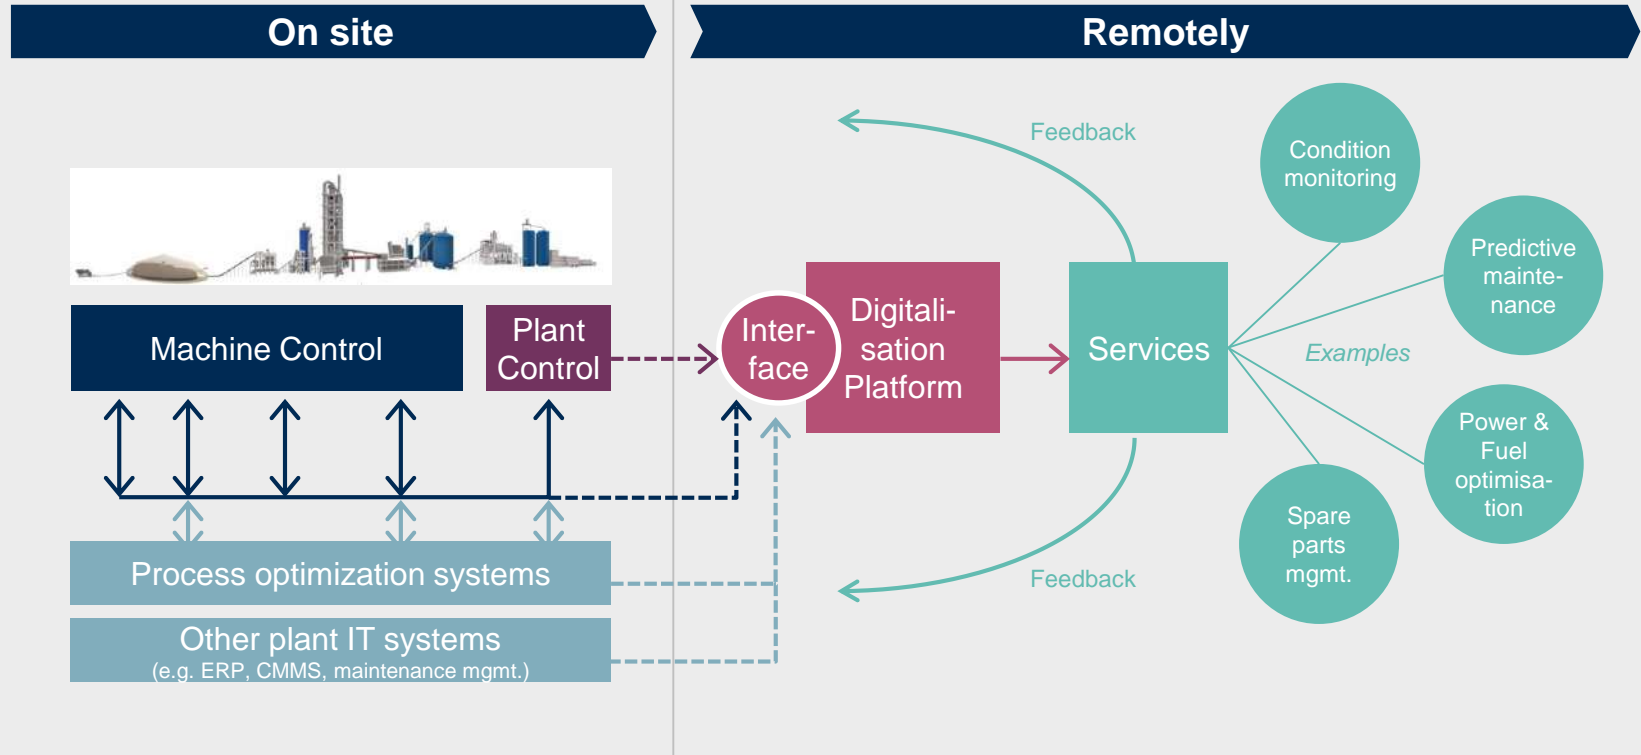 On site
Remotely
Machine Control
Plant
Control
Process optimization systems
Other plant IT systems
(e.g. ERP, CMMS, maintenance mgmt.)
Inter-
face
Digitali-
sation
Platform
Services
Feedback
Feedback
Condition
monitoring
Predictive
mainte-
nance
Examples
Power &
Fuel
optimisa-
tion
Spare
parts
mgmt.